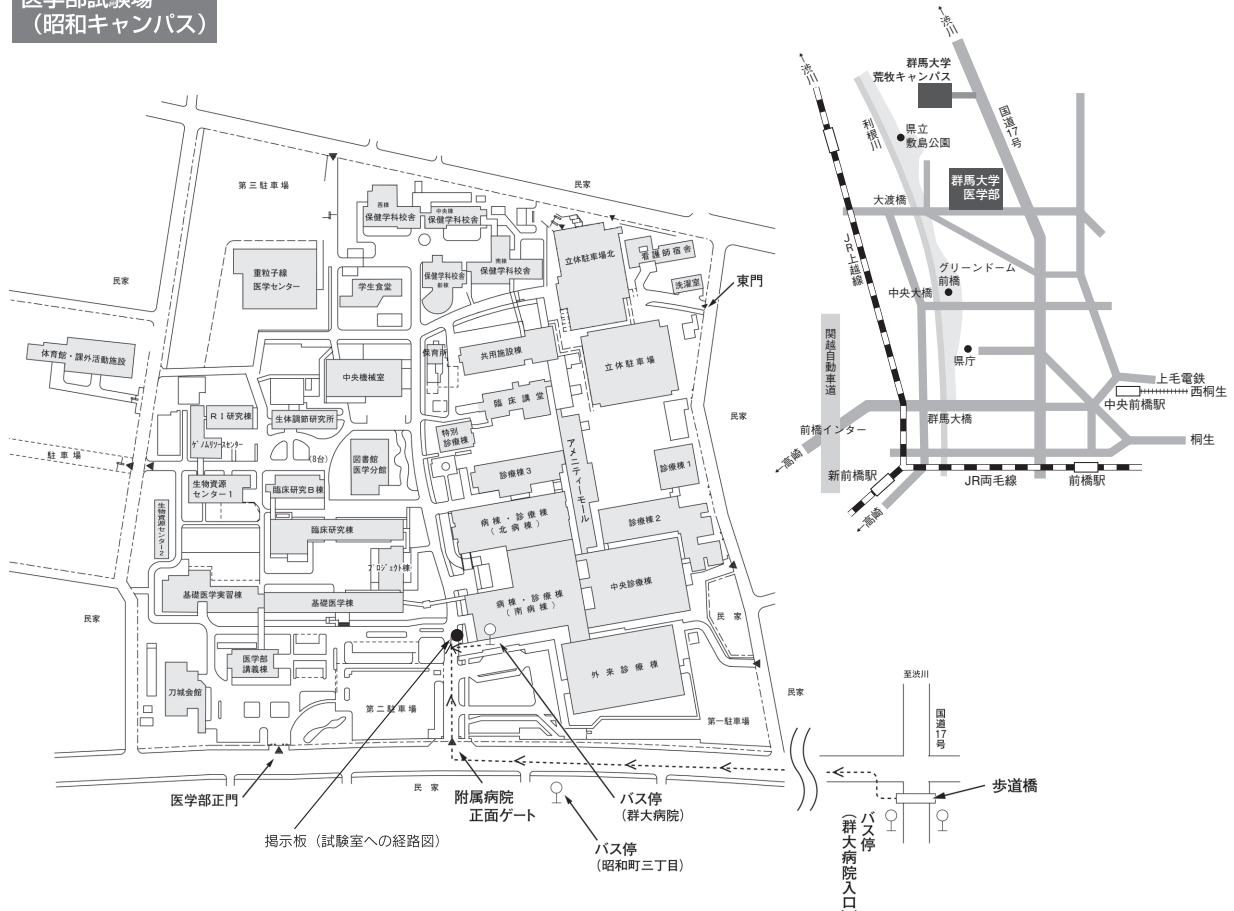 医学部試験場
（昭和キャンパス）
第三駐車場
民家
西棟
保健学科校舎
中央棟
保健学科校舎
南棟
保健学科校舎
保健学科校舎
前棟
重粒子線
医学センター
学生食堂
立体駐車場北
看護師宿舎
洗濯室
東門
民家
体育館・課外活動施設
保育所
共用施設棟
立体駐車場
中央機械室
臨床講堂
RI研究棟
生体調節研究所
ｹﾞﾉﾑﾘｿｰｽｾﾝﾀｰ
特別
診療棟
アメニティーモール
民家
駐車場
(8台)
図書館
医学分館
診療棟3
診療棟1
生物資源
センター1
臨床研究B棟
生物資源センター2
臨床研究棟
病棟・診療棟
(北病棟)
診療棟2
プロジェクト棟
中央診療棟
基礎医学実習棟
基礎医学棟
病棟・診療棟
(南病棟)
民家
民家
医学部
講義棟
外来診療棟
刀城会館
第二駐車場
第一駐車場
民家
医学部正門
民家
附属病院
正面ゲート
バス停
(群大病院)
掲示板（試験室への経路図）
バス停
(昭和町三丁目)
至渋川
国道17号
歩道橋
バス停
(群大病院入口)
←渋川
←渋川
群馬大学
荒牧キャンパス
利根川
県立
敷島公園
国道17号
群馬大学
医学部
大渡橋
JR上越線
グリーンドーム
前橋
中央大橋
関越自動車道
県庁
上毛電鉄
西桐生
中央前橋駅
群馬大橋
前橋インター
←高崎
桐生
新前橋駅
JR両毛線
前橋駅
←高崎